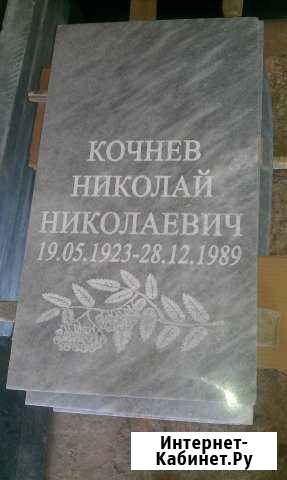 КОЧНЕВ
НИКОЛАЙ
НИКОЛАЕВИЧ
19.05.1923-28.12.1989
Интернет-
Кабинет.Ру